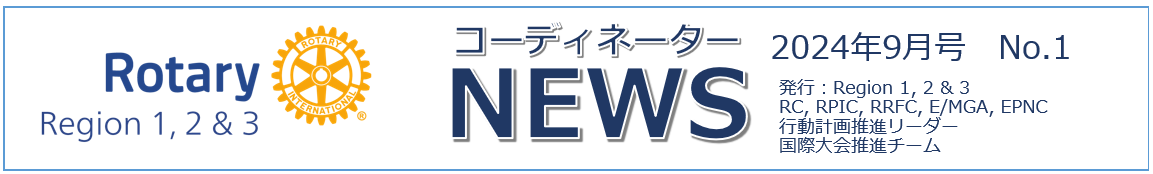 Rotary
Region 1, 2 & 3
ROTARY
INTERNATIONAL
コーディネーター
NEWS
2024年9月号 No.1
発行：Region 1, 2 & 3
RC, RPIC, RRFC, E/MGA, EPNC
行動計画推進リーダー
国際大会推進チーム